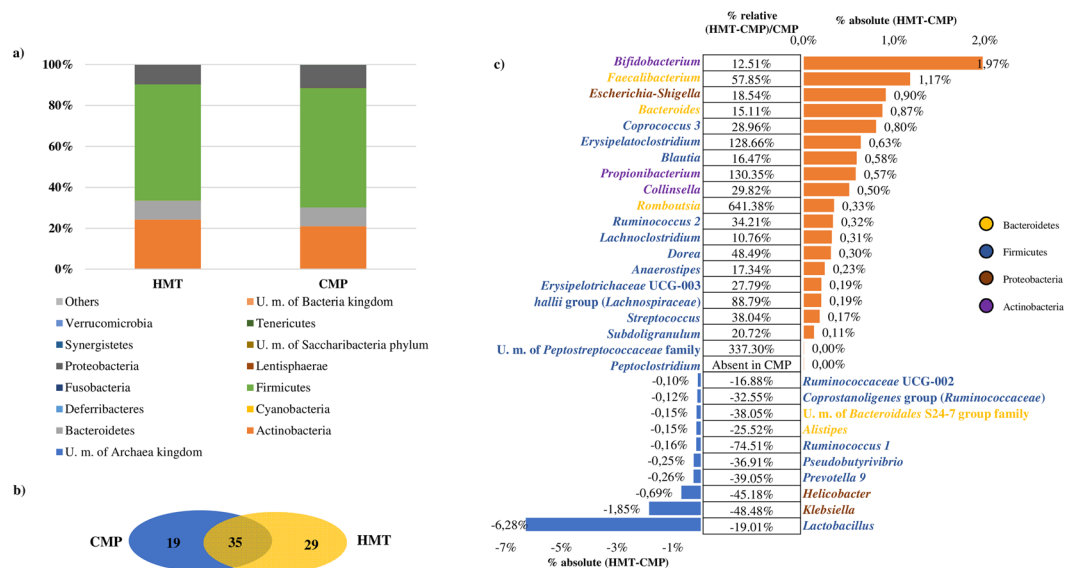 a)
100%
80%
60%
40%
20%
0%
HMT
CMP
Others
U. m. of Bacteria kingdom
Verrucomicrobia
Tenericutes
Synergistetes
U. m. of Saccharibacteria phylum
Proteobacteria
Lentisphaerae
Fusobacteria
Firmicutes
Deferribacteres
Cyanobacteria
Bacteroidetes
Actinobacteria
U. m. of Archaea kingdom
b)
CMP
19
35
29
HMT
c)
% relative
(HMT-CMP)/CMP
% absolute (HMT-CMP)
0,0%
1,0%
2,0%
Bifidobacterium 12.51% 1,97%
Faecalibacterium 57.85% 1,17%
Escherichia-Shigella 18.54% 0,90%
Bacteroides 15.11% 0,87%
Coprococcus 3 28.96% 0,80%
Erysipelatoclostridium 128.66% 0,63%
Blautia 16.47% 0,58%
Propionibacterium 130.35% 0,57%
Collinsella 29.82% 0,50%
Romboutsia 641.38% 0,33%
Ruminococcus 2 34.21% 0,32%
Lachnoclostridium 10.76% 0,31%
Dorea 48.49% 0,30%
Anaerostipes 17.34% 0,23%
Erysipelotrichaceae UCG-003 27.79% 0,19%
hallii group (Lachnospiraceae) 88.79% 0,19%
Streptococcus 38.04% 0,17%
Subdoligranulum 20.72% 0,11%
U. m. of Peptostreptococcaceae family 337.30% 0,00%
Peptoclostridium Absent in CMP 0,00%
-0,10% -16.88% Ruminococcaceae UCG-002
-0,12% -32.55% Coprostanoligenes group (Ruminococcaceae)
-0,15% -38.05% U. m. of Bacteroidales S24-7 group family
-0,15% -25.52% Alistipes
-0,16% -74.51% Ruminococcus 1
-0,25% -36.91% Pseudobutyrivibrio
-0,26% -39.05% Prevotella 9
-0,69% -45.18% Helicobacter
-1,85% -48.48% Klebsiella
-6,28% -19.01% Lactobacillus
-7%
-5%
-3%
-1%
% absolute (HMT-CMP)
Bacteroidetes
Firmicutes
Proteobacteria
Actinobacteria